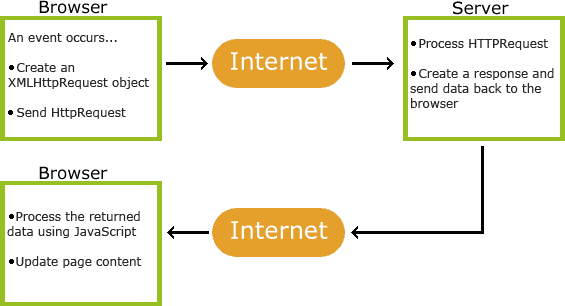 Browser
An event occurs...
•Create an
XMLHttpRequest object
•Send HttpRequest
Internet
Server
•Process HTTPRequest
•Create a response and
send data back to the
browser
Browser
•Process the returned
data using JavaScript
•Update page content
Internet